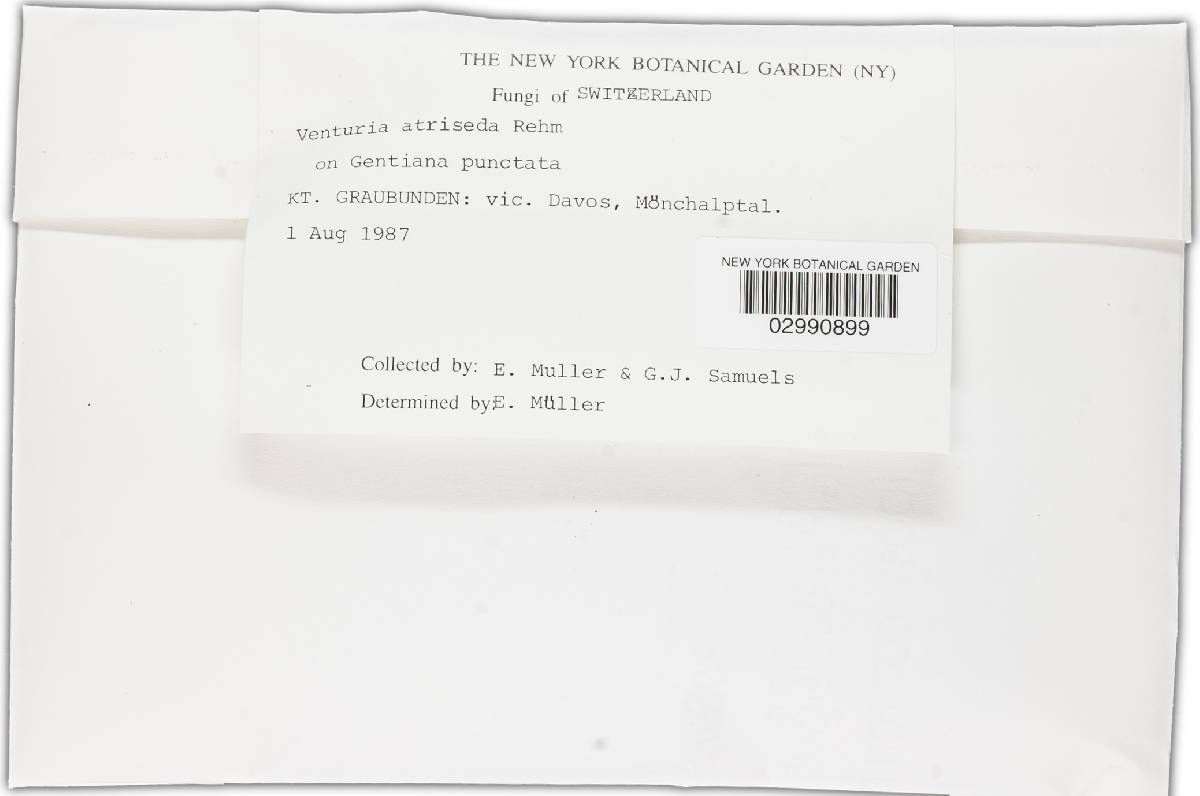 THE NEW YORK BOTANICAL GARDEN (NY)
Fungi of SWITZERLAND
Venturia atriseda Rehm
on Gentiana punctata
KT. GRAUBUNDEN: vic. Davos, Mönchalptal.
1 Aug 1987
NEW YORK BOTANICAL GARDEN
02990899
Collected by: E. Muller & G.J. Samuels
Determined by: E. Müller